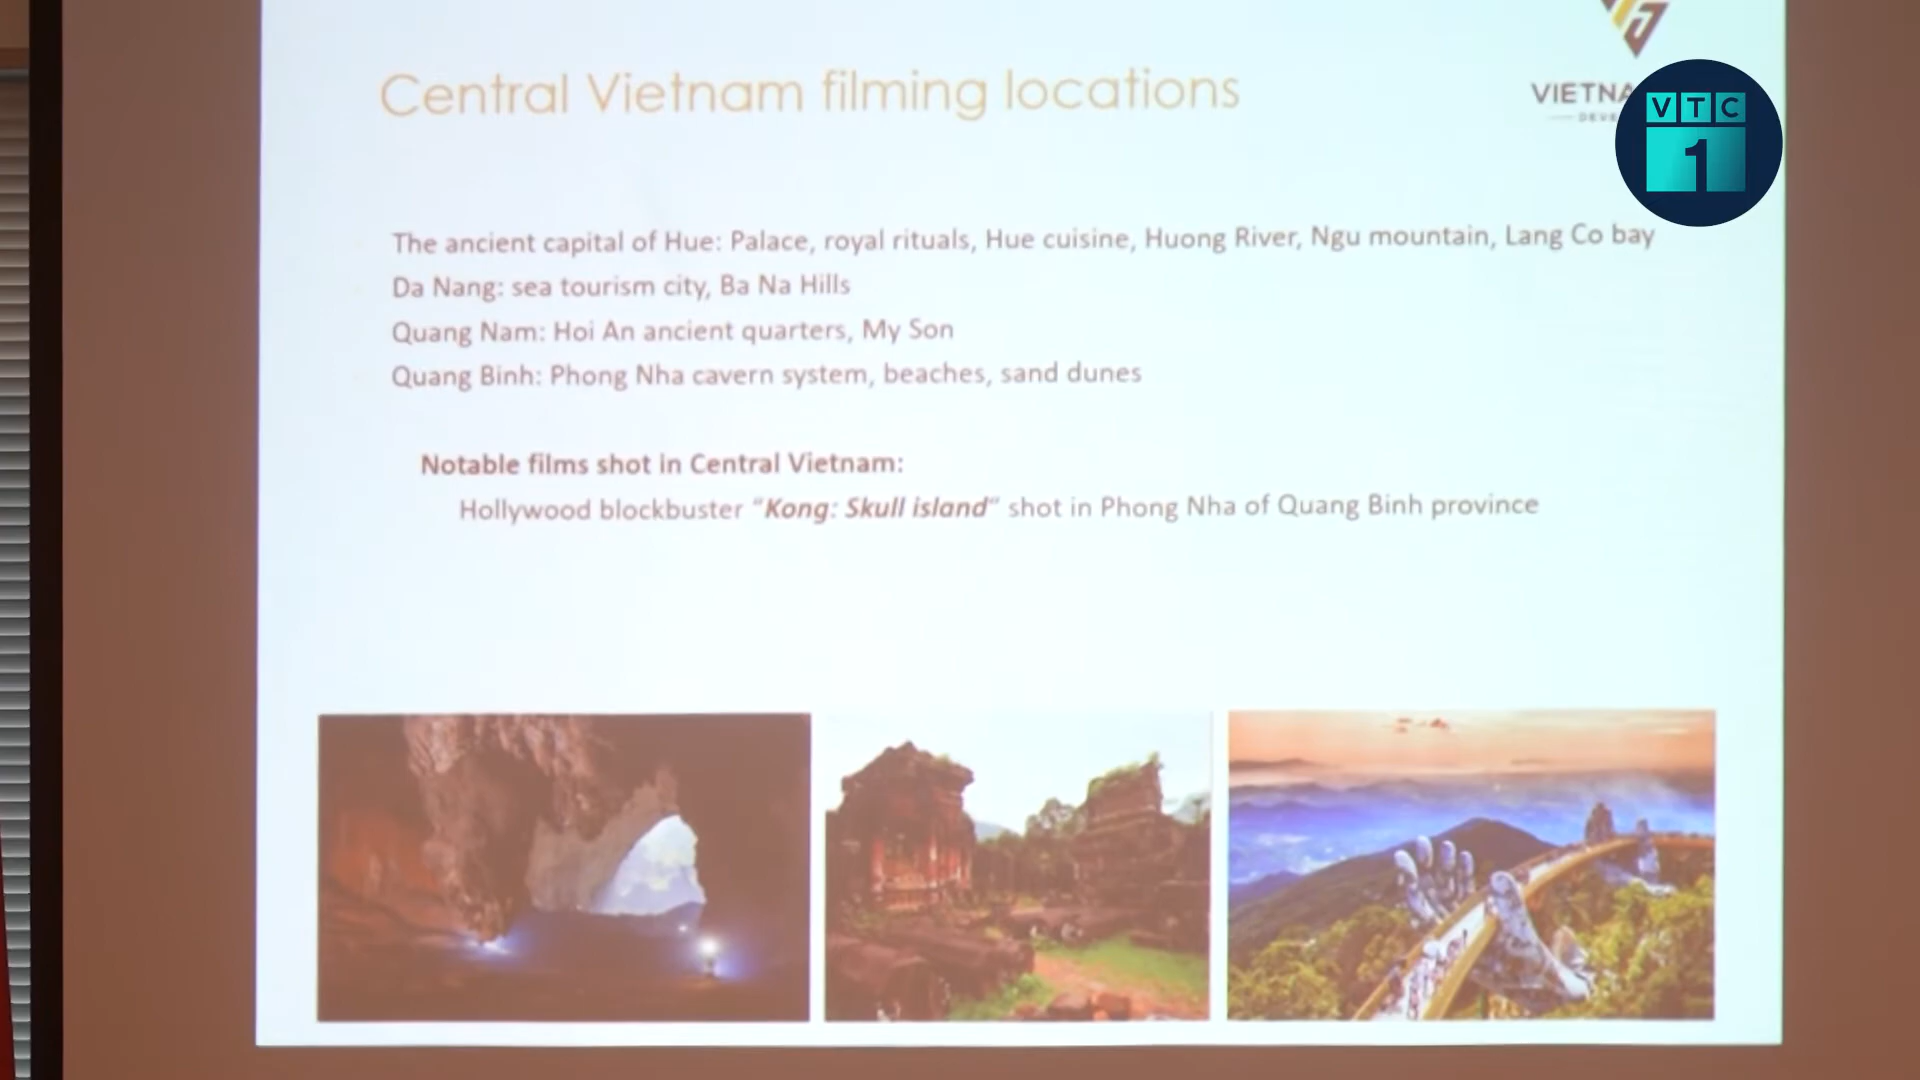 Central Vietnam filming locations
VTC
1
The ancient capital of Hue: Palace, royal rituals, Hue cuisine, Huong River, Ngu mountain, Lang Co bay
Da Nang: sea tourism city, Ba Na Hills
Quang Nam: Hoi An ancient quarters, My Son
Quang Binh: Phong Nha cavern system, beaches, sand dunes
Notable films shot in Central Vietnam:
Hollywood blockbuster “Kong: Skull island” shot in Phong Nha of Quang Binh province